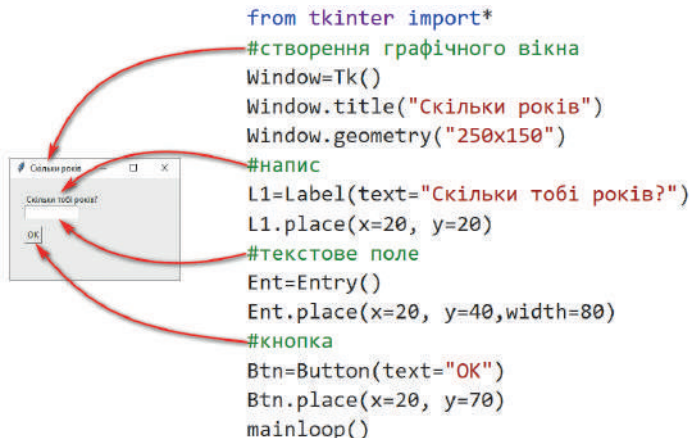 from tkinter import*
#створення графічного вікна
Window=Tk()
Window.title("Скільки років")
Window.geometry("250x150")
#напис
L1=Label(text="Скільки тобі років?")
L1.place(x=20, y=20)
#текстове поле
Ent=Entry()
Ent.place(x=20, y=40,width=80)
#кнопка
Btn=Button(text="OK")
Btn.place(x=20, y=70)
mainloop()
Скільки років
Скільки тобі років?
OK